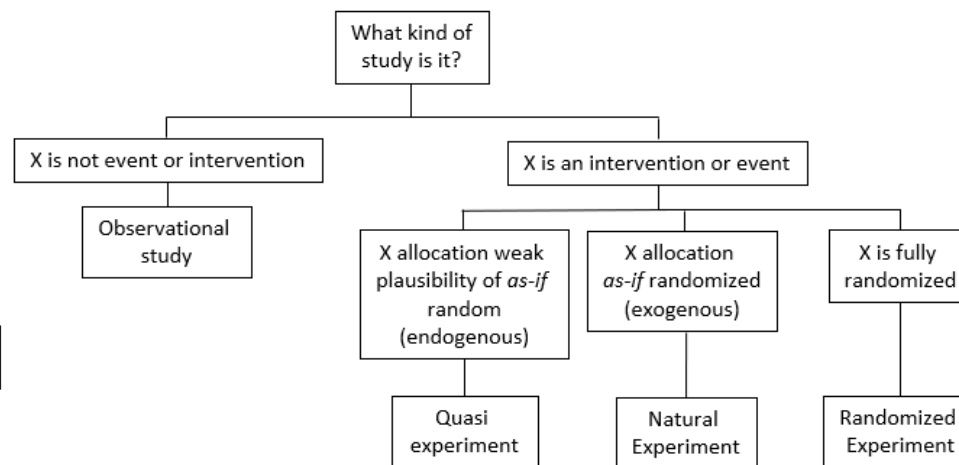 What kind of
study is it?
X is not event or intervention
X is an intervention or event
Observational
study
X allocation weak
plausibility of as-if
random
(endogenous)
X allocation
as-if randomized
(exogenous)
X is fully
randomized
Quasi
experiment
Natural
Experiment
Randomized
Experiment